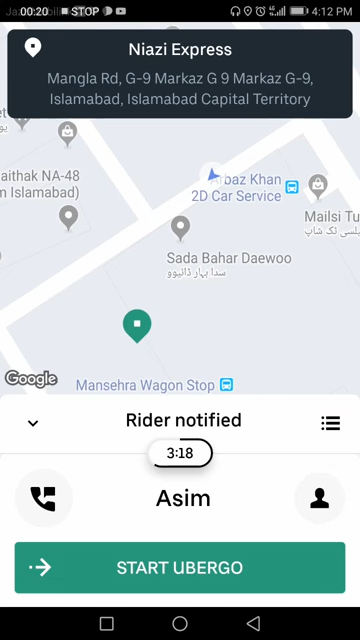 00:20 STOP 4:12 PM
Niazi Express
Mangla Rd, G-9 Markaz G 9 Markaz G-9,
Islamabad, Islamabad Capital Territory
aithak NA-48
m Islamabad)
Arbaz Khan
2D Car Service
Mailsi Tu
Sada Bahar Daewoo
سدا بہار ڈائیوو
Google
Mansehra Wagon Stop
Rider notified
3:18
Asim
START UBERGO